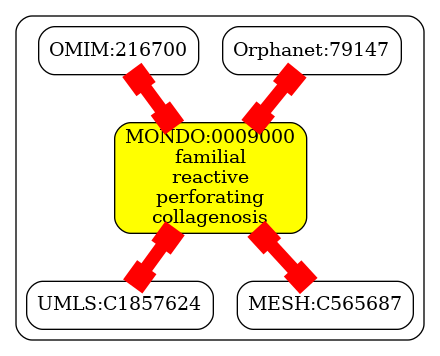 OMIM:216700
Orphanet:79147
MONDO:0009000
familial
reactive
perforating
collagenosis
UMLS:C1857624
MESH:C565687